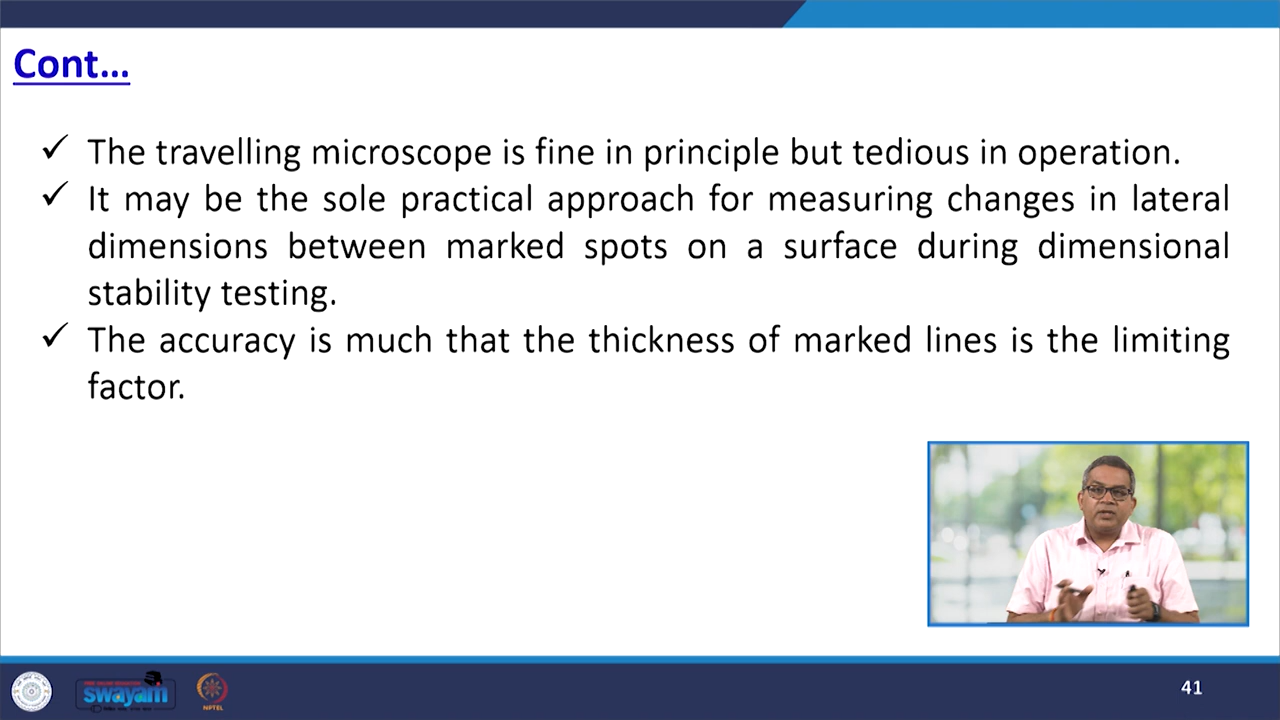 Cont...
✓ The travelling microscope is fine in principle but tedious in operation.
✓ It may be the sole practical approach for measuring changes in lateral
dimensions between marked spots on a surface during dimensional
stability testing.
✓ The accuracy is much that the thickness of marked lines is the limiting
factor.
swayam
NPTEL
41